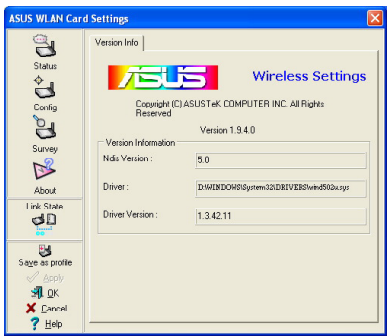 ASUS WLAN Card Settings
Status
Config
Survey
About
Link State
Save as profile
Apply
OK
Cancel
Help
Version Info
ASUS
Wireless Settings
Copyright (C) ASUSTeK COMPUTER INC. All Rights
Reserved
Version 1.9.4.0
Version Information
Ndis Version :
5.0
Driver :
D:\WINDOWS\System32\DRIVERS\wind502u.sys
Driver Version :
1.3.42.11